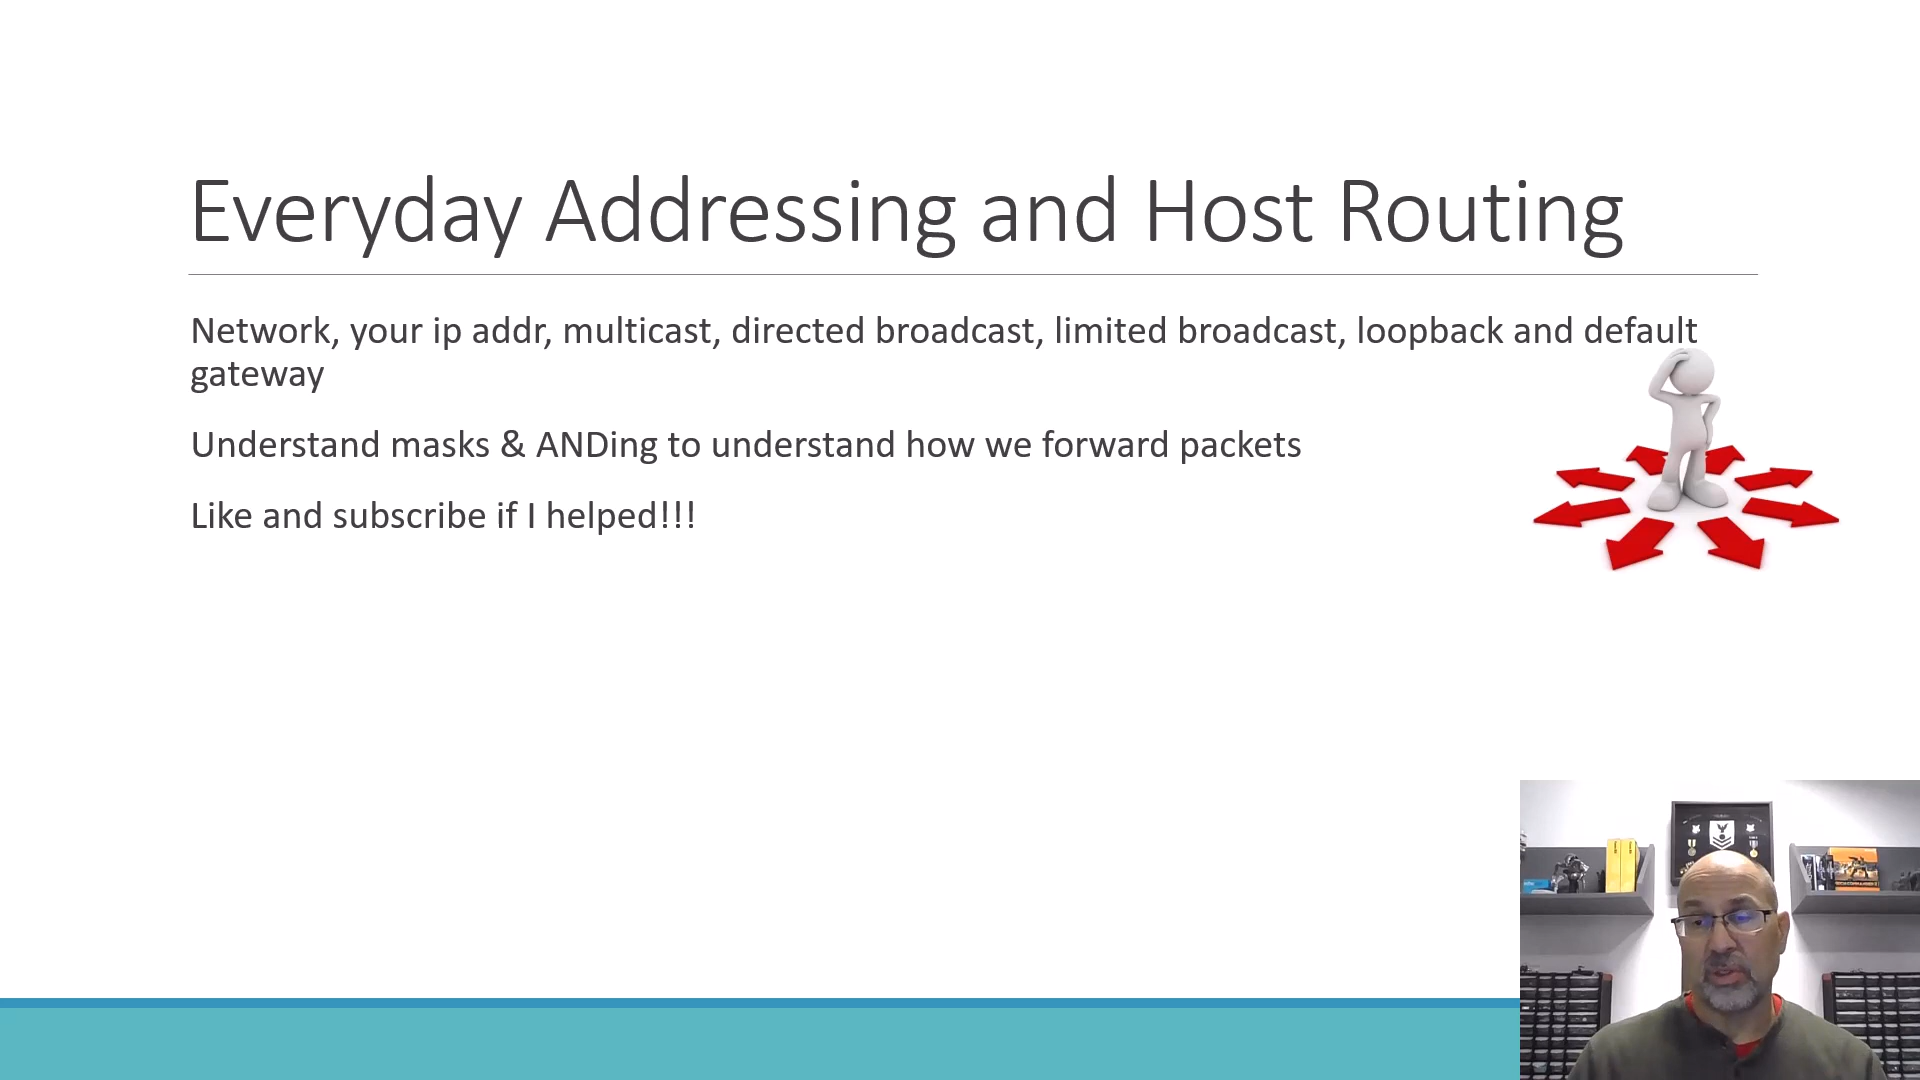 Everyday Addressing and Host Routing
Network, your ip addr, multicast, directed broadcast, limited broadcast, loopback and default
gateway
Understand masks & ANDing to understand how we forward packets
Like and subscribe if I helped!!!